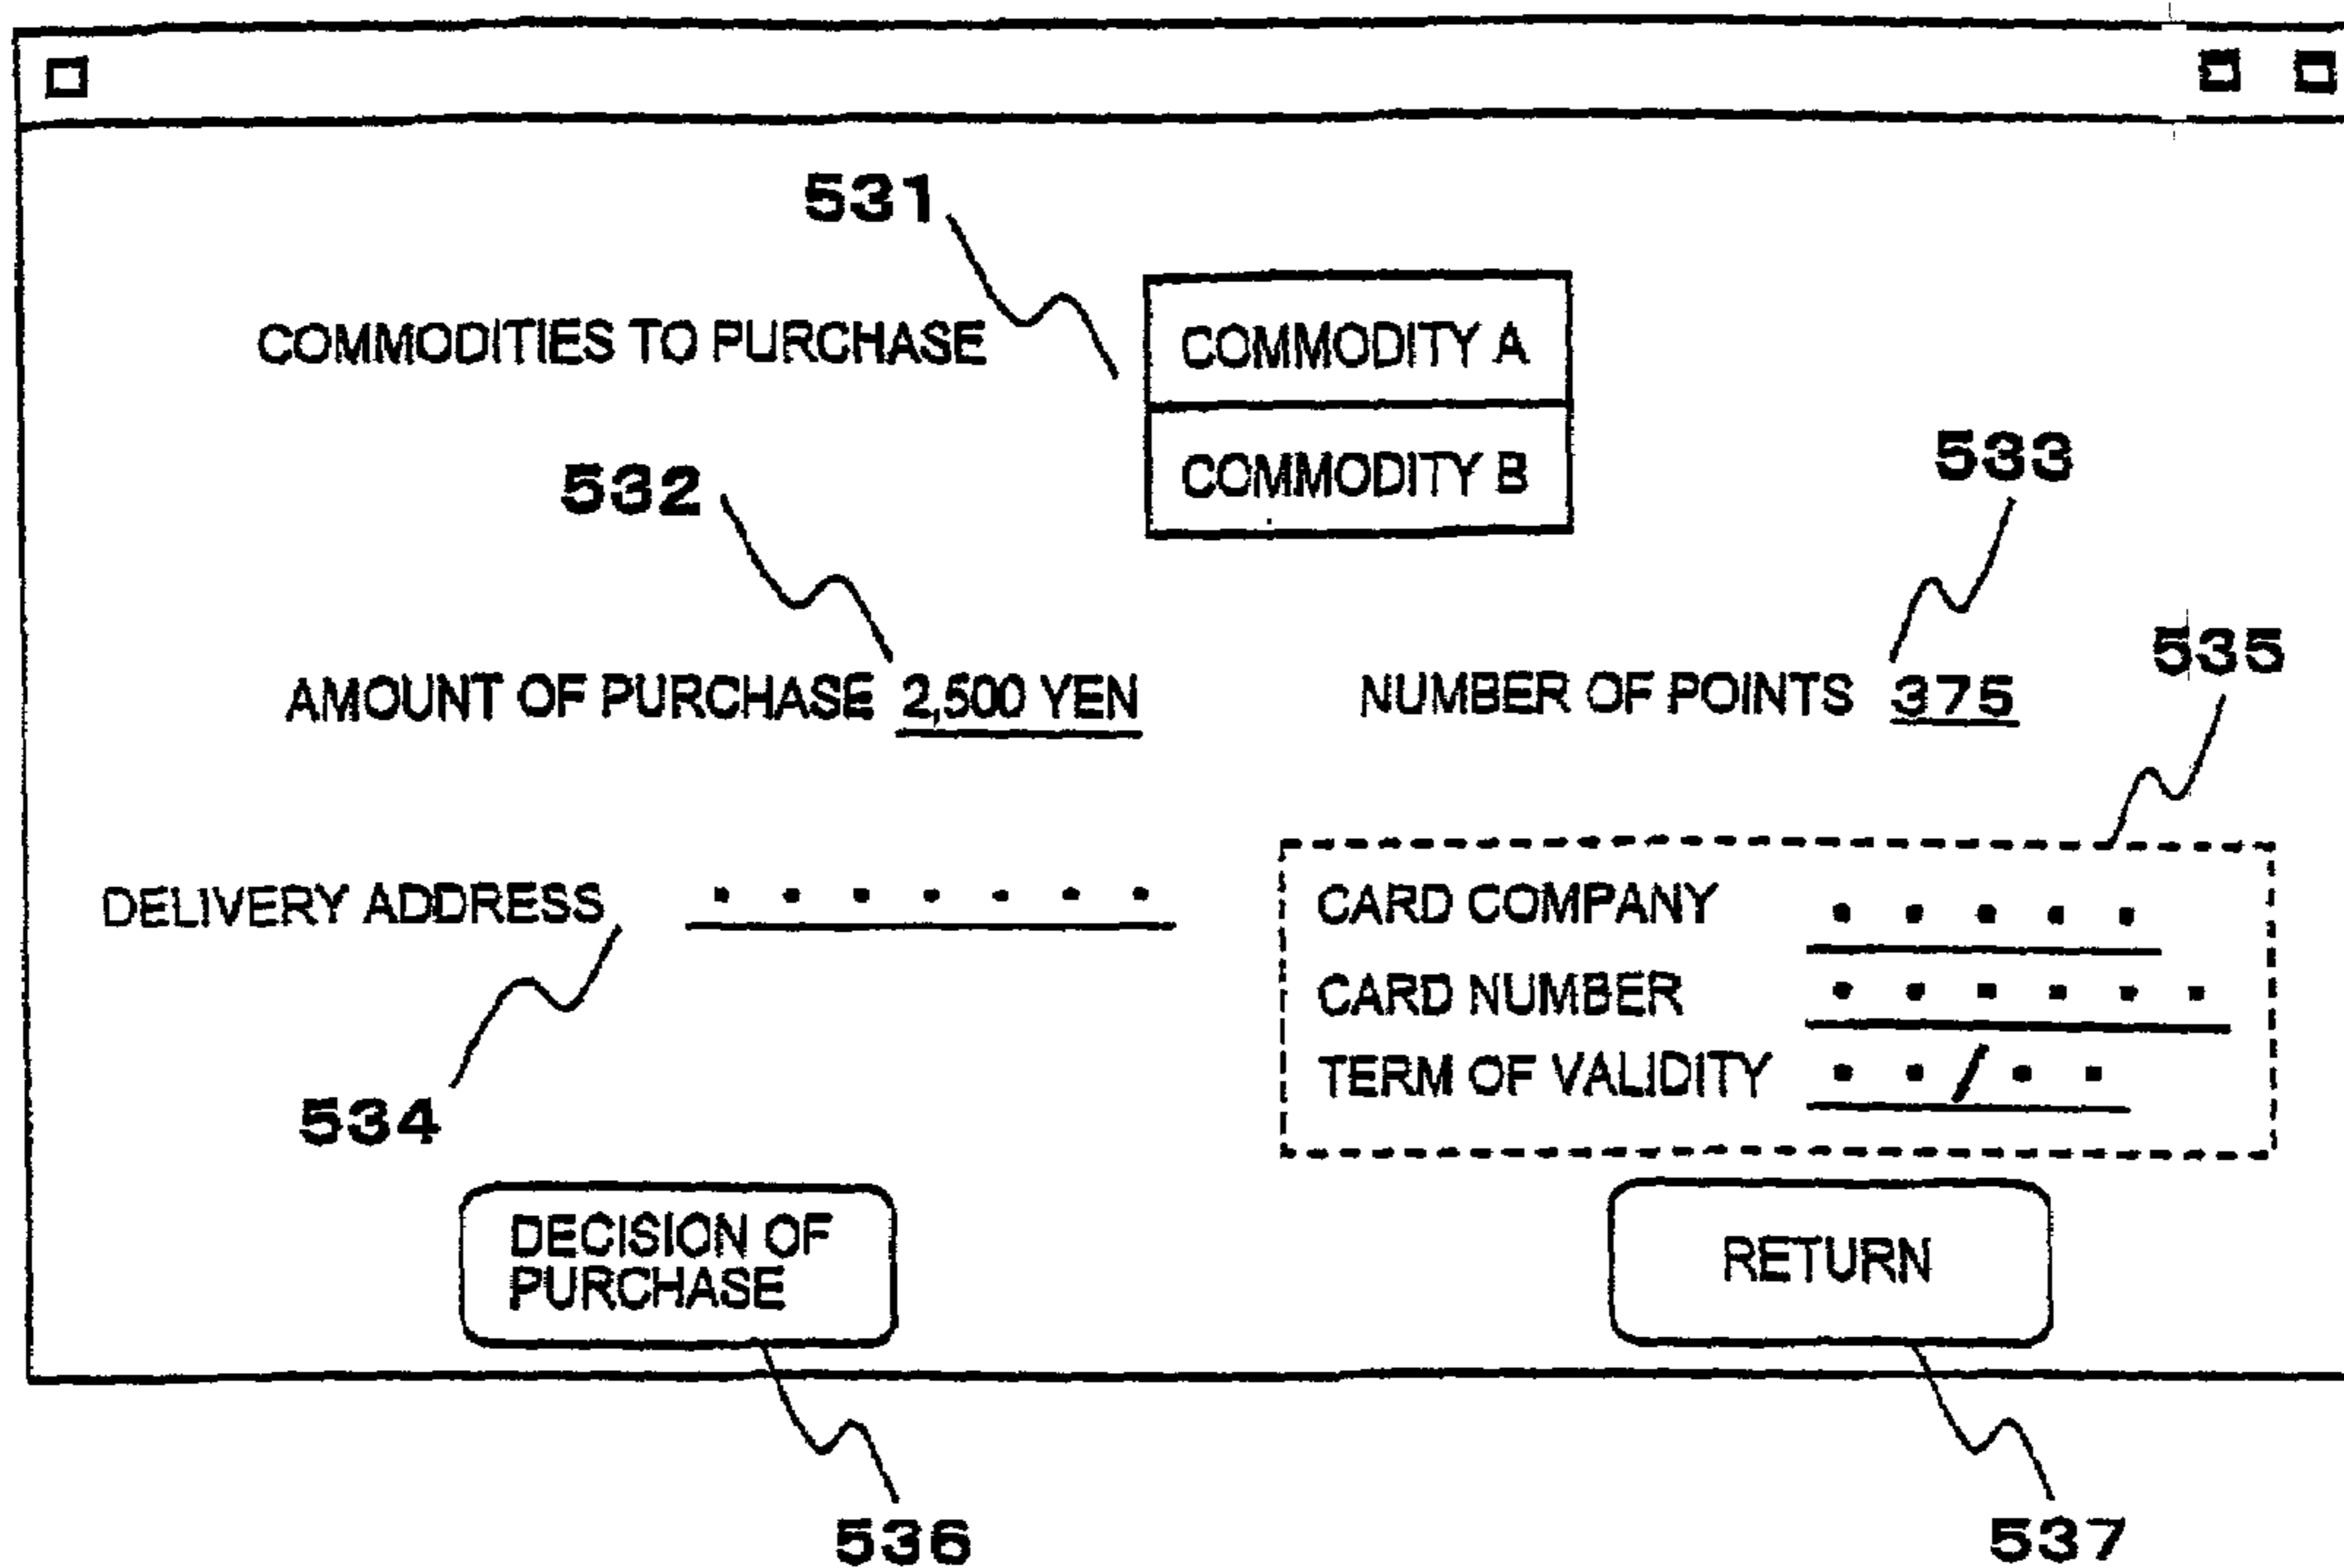 531
COMMODITIES TO PURCHASE
COMMODITY A
COMMODITY B
532
533
AMOUNT OF PURCHASE 2,500 YEN
NUMBER OF POINTS 375
535
DELIVERY ADDRESS . . . . . . .
CARD COMPANY . . . . .
CARD NUMBER . . . . . .
TERM OF VALIDITY . . / . .
534
DECISION OF
PURCHASE
RETURN
536
537